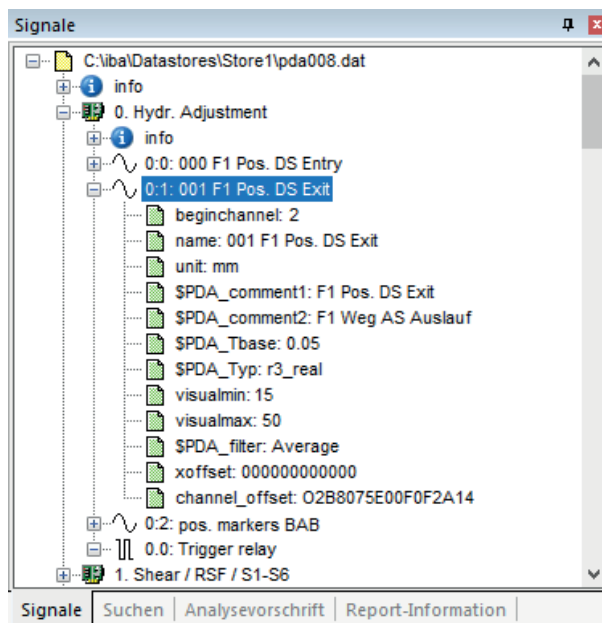 Signale
C:\iba\Datastores\Store1\pda008.dat
info
0. Hydr. Adjustment
info
0:0: 000 F1 Pos. DS Entry
0:1: 001 F1 Pos. DS Exit
beginchannel: 2
name: 001 F1 Pos. DS Exit
unit: mm
$PDA_comment1: F1 Pos. DS Exit
$PDA_comment2: F1 Weg AS Auslauf
$PDA_Tbase: 0.05
$PDA_Typ: r3_real
visualmin: 15
visualmax: 50
$PDA_filter: Average
xoffset: 000000000000
channel_offset: O2B8075E00F0F2A14
0:2: pos. markers BAB
0.0: Trigger relay
1. Shear / RSF / S1-S6
Signale Suchen Analysevorschrift Report-Information